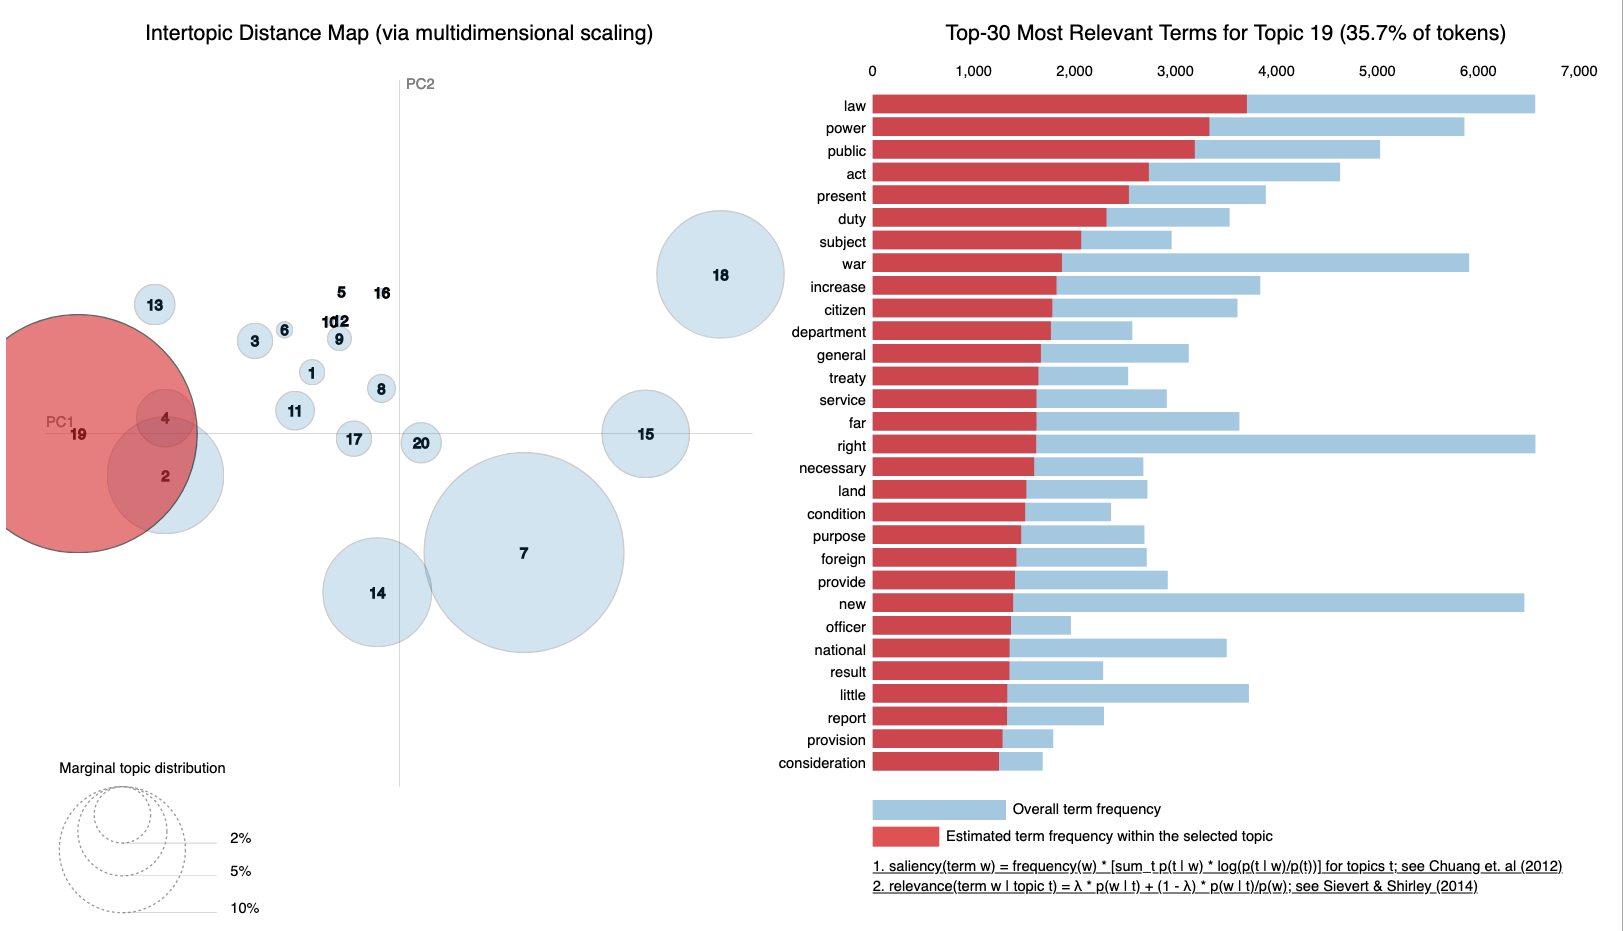 Intertopic Distance Map (via multidimensional scaling)
PC2
PC1
5
16
18
13
10
12
6
9
3
1
8
11
4
19
17
20
15
2
7
14
Marginal topic distribution
2%
5%
10%
Top-30 Most Relevant Terms for Topic 19 (35.7% of tokens)
0 1,000 2,000 3,000 4,000 5,000 6,000 7,000
law
power
public
act
present
duty
subject
war
increase
citizen
department
general
treaty
service
far
right
necessary
land
condition
purpose
foreign
provide
new
officer
national
result
little
report
provision
consideration
Overall term frequency
Estimated term frequency within the selected topic
1. saliency(term w) = frequency(w) * [sum_t p(t | w) * log(p(t | w)/p(t))] for topics t; see Chuang et. al (2012)
2. relevance(term w | topic t) = λ * p(w | t) + (1 - λ) * p(w | t)/p(w); see Sievert & Shirley (2014)